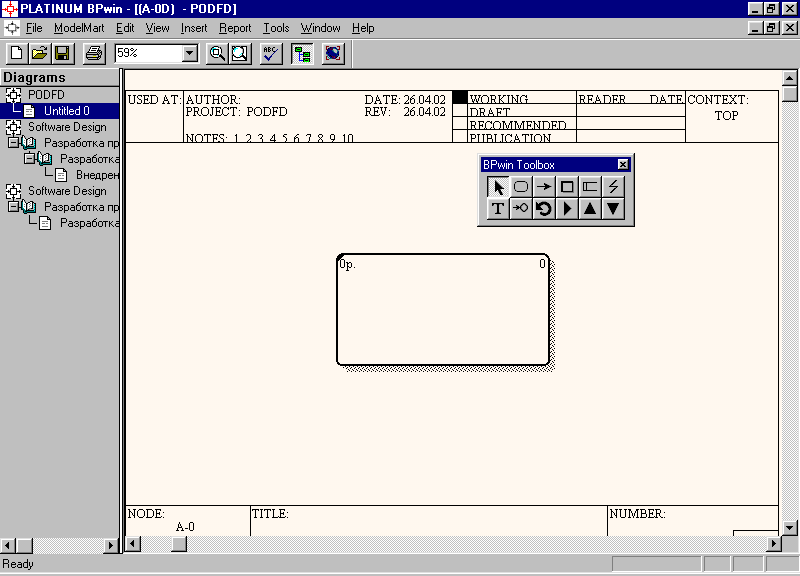 PLATINUM BPwin - [(A-0D) - PODFD]
File ModelMart Edit View Insert Report Tools Window Help
59%
ABC
Diagrams
PODFD
Untitled 0
Software Design
Разработка пр
Разработка
Внедрен
Software Design
Разработка пр
Разработка
USED AT: AUTHOR: DATE: 26.04.02 WORKING READER DATE CONTEXT:
PROJECT: PODFD REV: 26.04.02 DRAFT TOP
RECOMMENDED
NOTES: 1 2 3 4 5 6 7 8 9 10 PUBLICATION
BPwin Toolbox
T
0р. 0
NODE: TITLE: NUMBER:
A-0
Ready